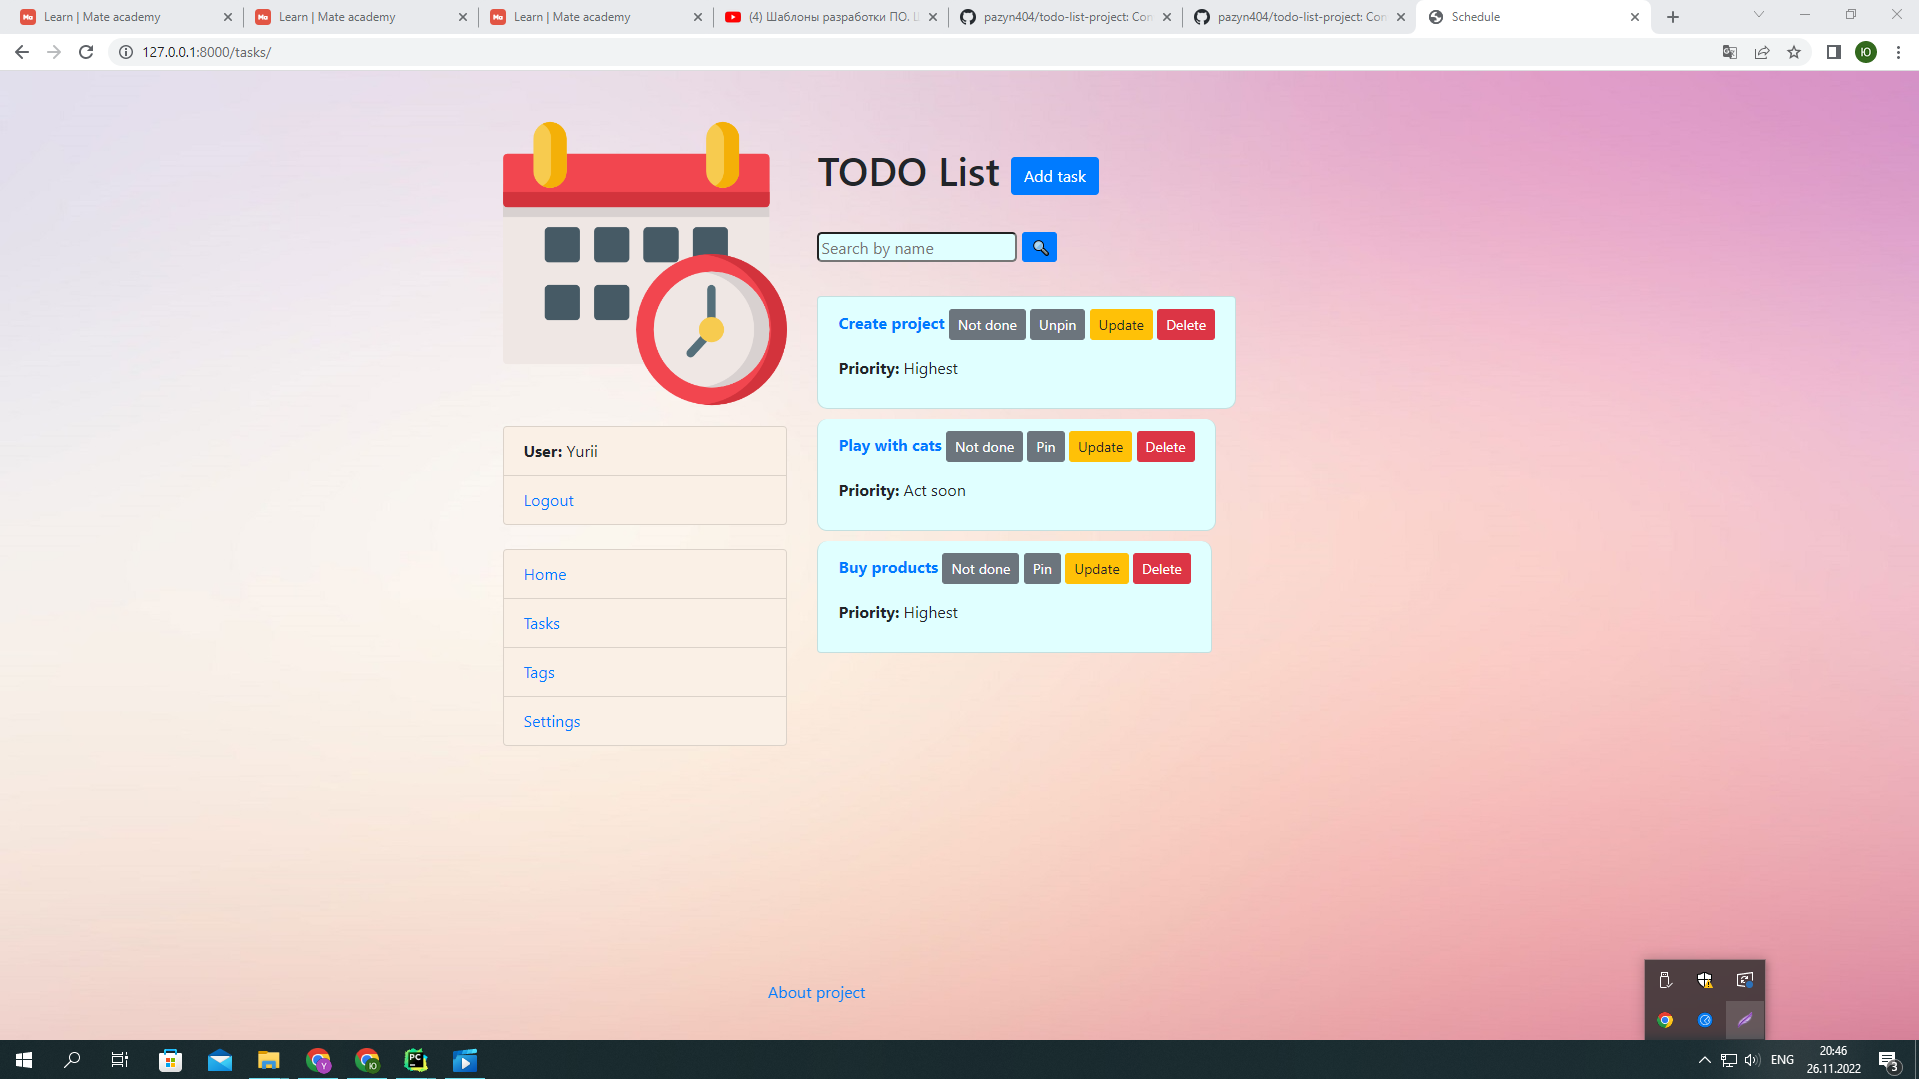 Learn | Mate academy
Learn | Mate academy
Learn | Mate academy
(4) Шаблоны разработки ПО.
pazyn404/todo-list-project: Con
pazyn404/todo-list-project: Con
Schedule
127.0.0.1:8000/tasks/
Ю
TODO List Add task
Search by name
Create project Not done Unpin Update Delete
Priority: Highest
Play with cats Not done Pin Update Delete
Priority: Act soon
Buy products Not done Pin Update Delete
Priority: Highest
User: Yurii
Logout
Home
Tasks
Tags
Settings
About project
Y
Ю
PC
ENG
20:46
26.11.2022
3